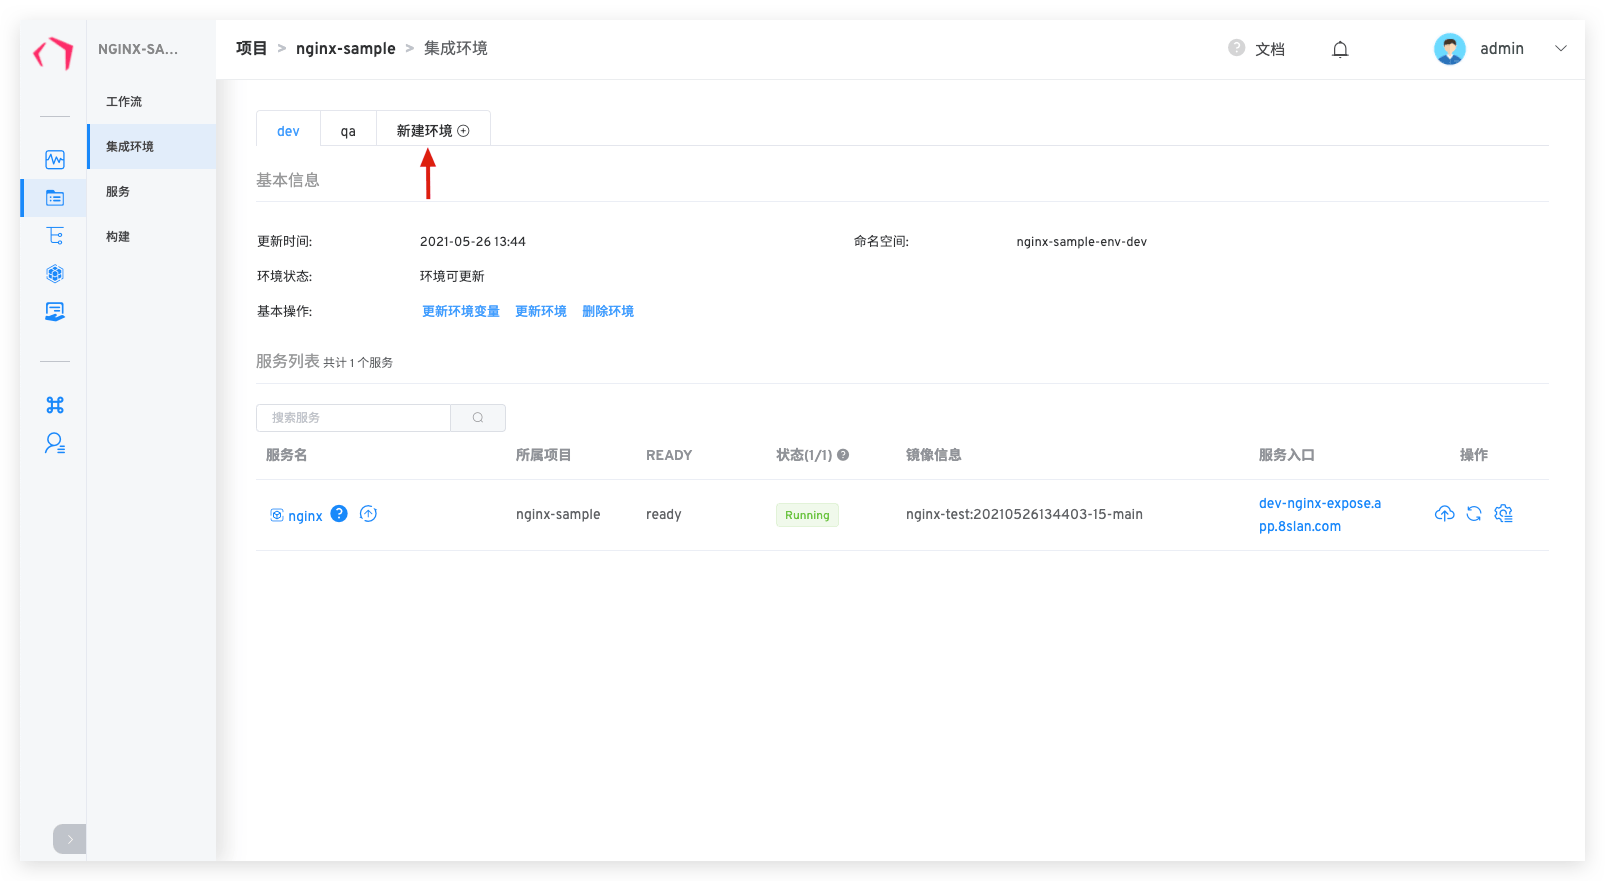 NGINX-SA...
工作流
集成环境
服务
构建
项目 > nginx-sample > 集成环境
文档
admin
dev
qa
新建环境
基本信息
更新时间: 2021-05-26 13:44 命名空间: nginx-sample-env-dev
环境状态: 环境可更新
基本操作: 更新环境变量 更新环境 删除环境
服务列表 共计 1 个服务
搜索服务
服务名 所属项目 READY 状态(1/1) 镜像信息 服务入口 操作
nginx nginx-sample ready Running nginx-test:20210526134403-15-main dev-nginx-expose.a
pp.8slan.com